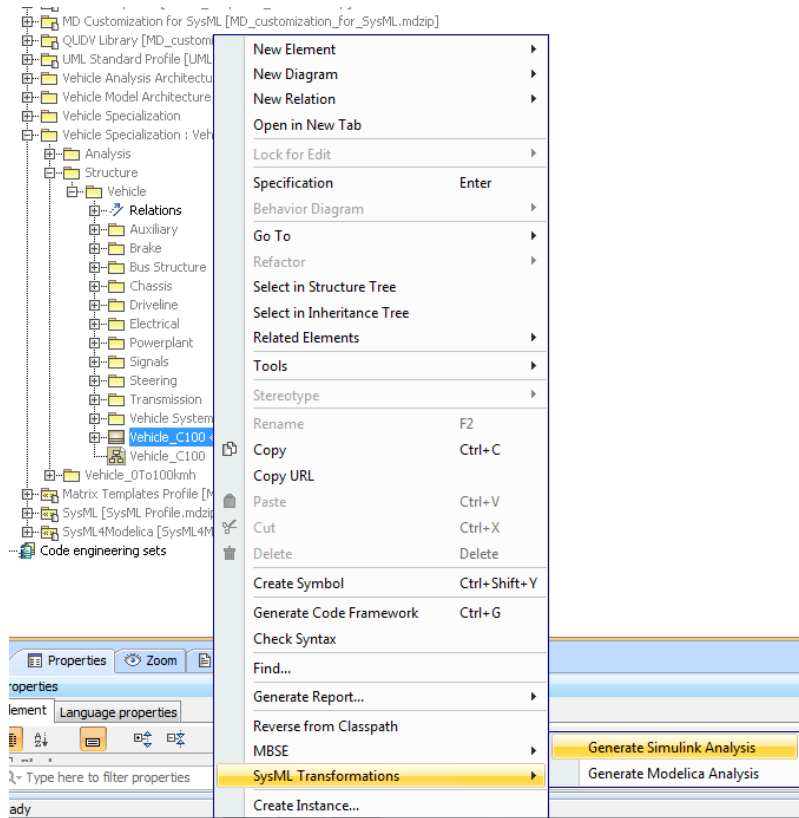 MD Customization for SysML [MD_customization_for_SysML.mdzip]
QUDV Library [MD_custom
UML Standard Profile [UML
Vehicle Analysis Architectu
Vehicle Model Architecture
Vehicle Specialization
Vehicle Specialization : Veh
Analysis
Structure
Vehicle
Relations
Auxiliary
Brake
Bus Structure
Chassis
Driveline
Electrical
Powerplant
Signals
Steering
Transmission
Vehicle System
Vehicle_C100 «
Vehicle_C100
Vehicle_0To100kmh
Matrix Templates Profile [M
SysML [SysML Profile.mdzip
SysML4Modelica [SysML4M
Code engineering sets
New Element
New Diagram
New Relation
Open in New Tab
Lock for Edit
Specification Enter
Behavior Diagram
Go To
Refactor
Select in Structure Tree
Select in Inheritance Tree
Related Elements
Tools
Stereotype
Rename F2
Copy Ctrl+C
Copy URL
Paste Ctrl+V
Cut Ctrl+X
Delete Delete
Create Symbol Ctrl+Shift+Y
Generate Code Framework Ctrl+G
Check Syntax
Find...
Generate Report...
Reverse from Classpath
MBSE
SysML Transformations
Create Instance...
Generate Simulink Analysis
Generate Modelica Analysis
Properties Zoom
roperties
lement Language properties
Type here to filter properties
ady